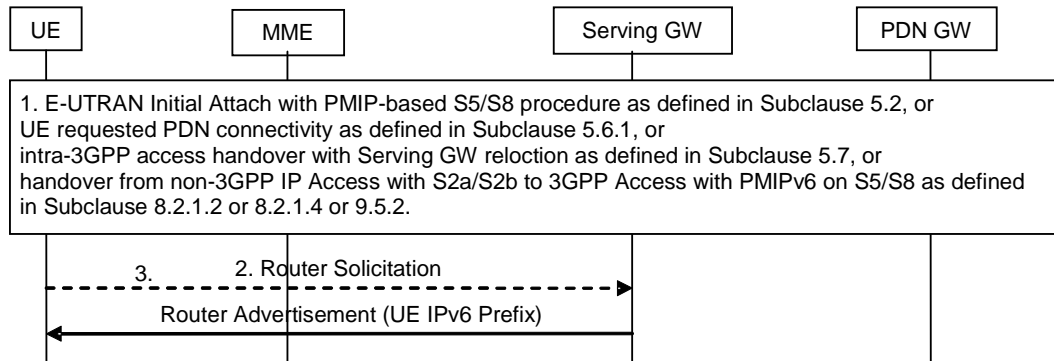 UE
MME
Serving GW
PDN GW
1. E-UTRAN Initial Attach with PMIP-based S5/S8 procedure as defined in Subclause 5.2, or
UE requested PDN connectivity as defined in Subclause 5.6.1, or
intra-3GPP access handover with Serving GW reloction as defined in Subclause 5.7, or
handover from non-3GPP IP Access with S2a/S2b to 3GPP Access with PMIPv6 on S5/S8 as defined
in Subclause 8.2.1.2 or 8.2.1.4 or 9.5.2.
3. 2. Router Solicitation
Router Advertisement (UE IPv6 Prefix)